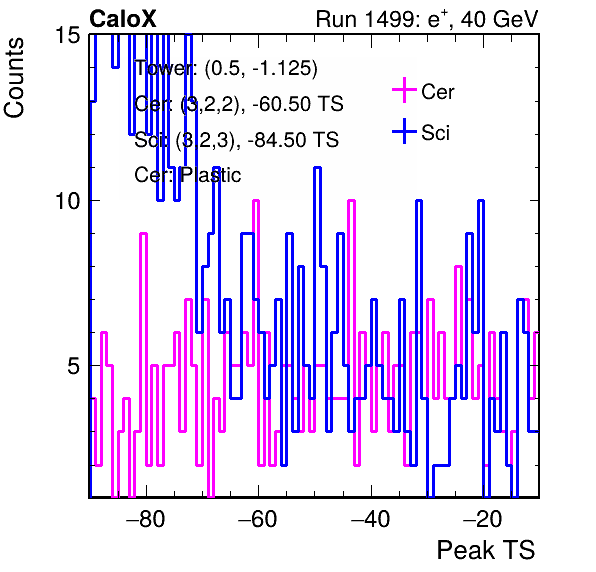 CaloX Run 1499: e⁺, 40 GeV
Counts
15
10
5
Tower: (0.5, -1.125)
Cer: (3,2,2), -60.50 TS
Sci: (3,2,3), -84.50 TS
Cer: Plastic
Cer
Sci
−80 −60 −40 −20
Peak TS